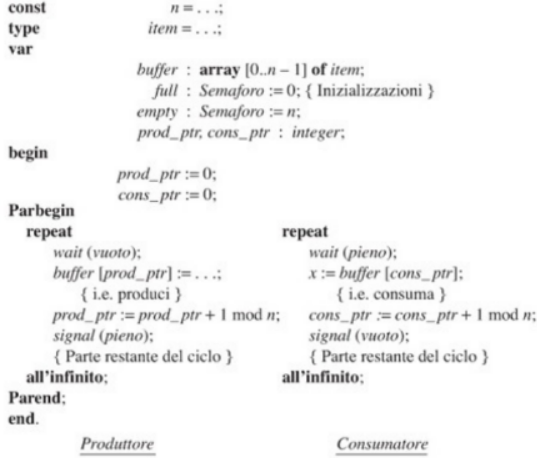 const n = . . .;
type item = . . .;
var
buffer : array [0..n − 1] of item;
full : Semaforo := 0; { Inizializzazioni }
empty : Semaforo := n;
prod_ptr, cons_ptr : integer;
begin
prod_ptr := 0;
cons_ptr := 0;
Parbegin
repeat repeat
wait (vuoto); wait (pieno);
buffer [prod_ptr] := . . .; x := buffer [cons_ptr];
{ i.e. produci } { i.e. consuma }
prod_ptr := prod_ptr + 1 mod n; cons_ptr := cons_ptr + 1 mod n;
signal (pieno); signal (vuoto);
{ Parte restante del ciclo } { Parte restante del ciclo }
all'infinito; all'infinito;
Parend;
end.
Produttore Consumatore